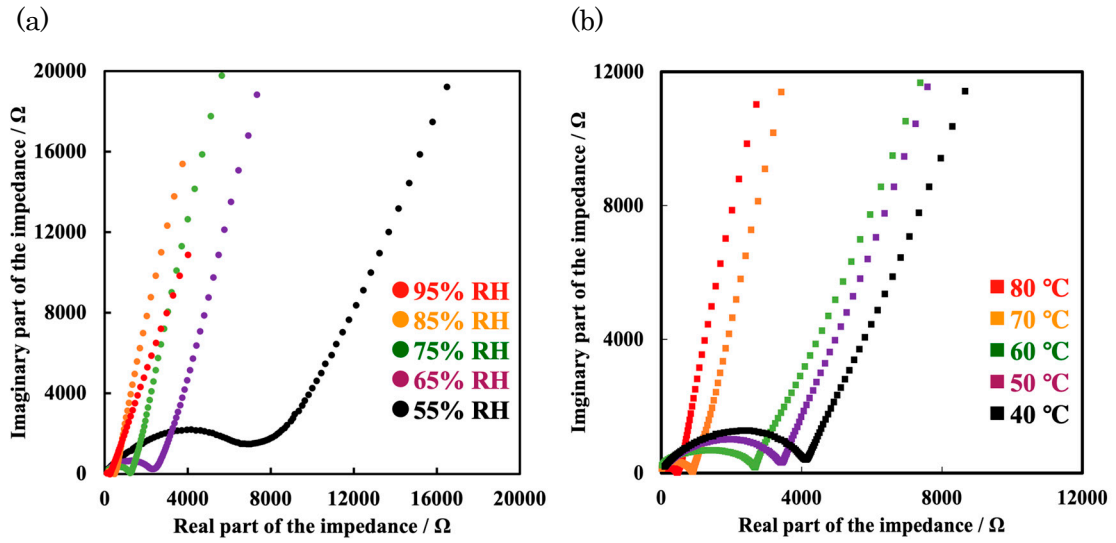 (a)
Imaginary part of the impedance / Ω
20000
16000
12000
8000
4000
0
0
4000
8000
12000
16000
20000
Real part of the impedance / Ω
95% RH
85% RH
75% RH
65% RH
55% RH
(b)
Imginary part of the impedance / Ω
12000
8000
4000
0
0
4000
8000
12000
Real part of the impedance / Ω
80 ℃
70 ℃
60 ℃
50 ℃
40 ℃